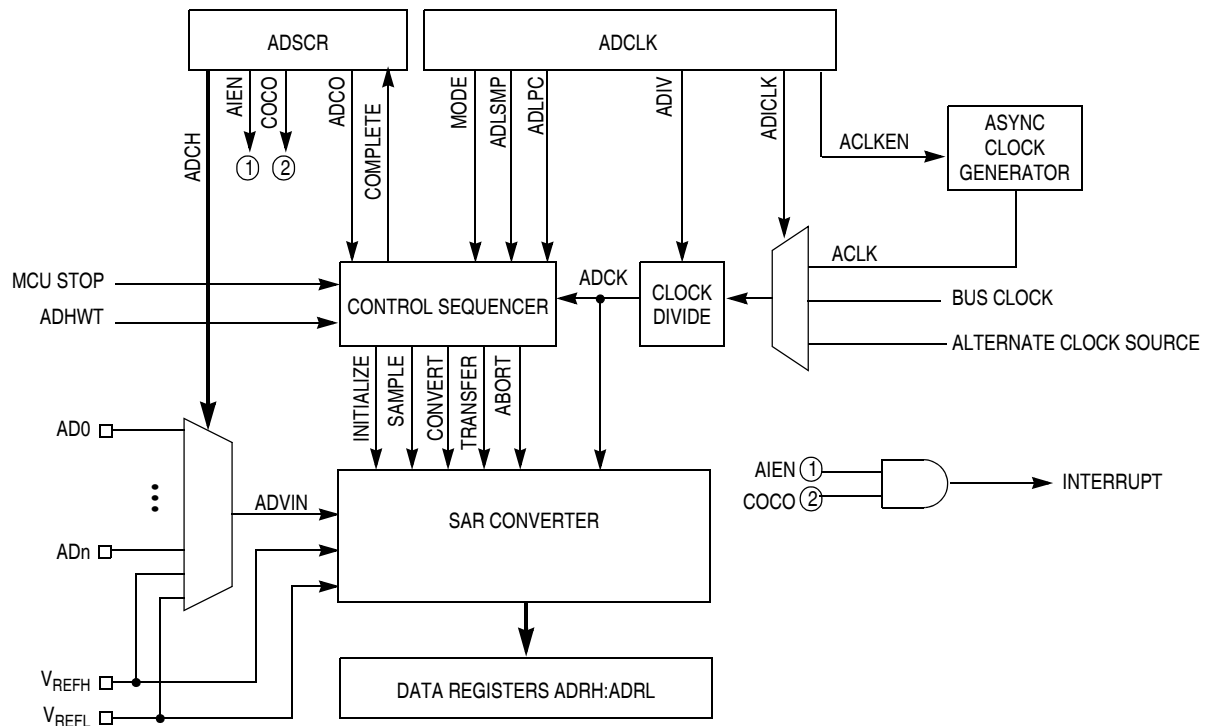 ADSCR
ADCLK
ADCH
AIEN
COCO
ADCO
COMPLETE
MODE
ADLSMP
ADLPC
ADIV
ADICLK
ACLKEN
ASYNC
CLOCK
GENERATOR
1
2
MCU STOP
ADHWT
CONTROL SEQUENCER
ADCK
CLOCK
DIVIDE
ACLK
BUS CLOCK
ALTERNATE CLOCK SOURCE
INITIALIZE
SAMPLE
CONVERT
TRANSFER
ABORT
AD0
•••
ADn
ADVIN
SAR CONVERTER
AIEN 1
COCO 2
INTERRUPT
VREFH
VREFL
DATA REGISTERS ADRH:ADRL